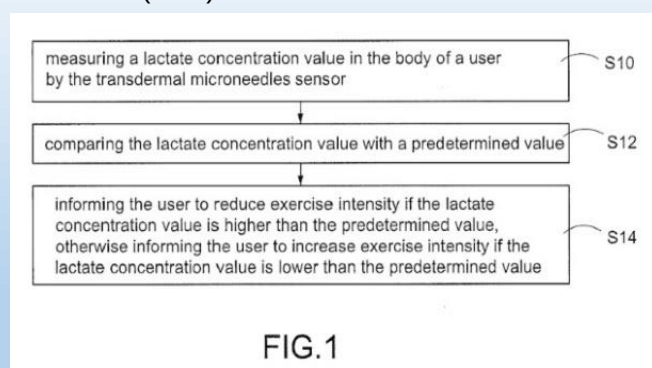 measuring a lactate concentration value in the body of a user
by the transdermal microneedles sensor
S10
comparing the lactate concentration value with a predetermined value
S12
informing the user to reduce exercise intensity if the lactate
concentration value is higher than the predetermined value,
otherwise informing the user to increase exercise intensity if the
lactate concentration value is lower than the predetermined value
S14
FIG.1